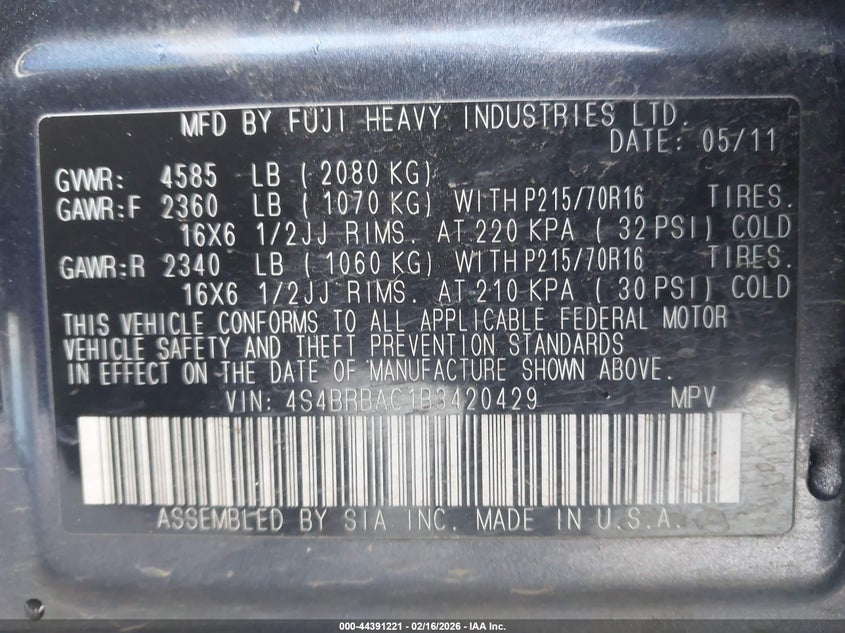 MFD BY FUJI HEAVY INDUSTRIES LTD.
DATE: 05/11
GVWR: 4585 LB ( 2080 KG)
GAWR:F 2360 LB ( 1070 KG) WITH P215/70R16 TIRES.
16X6 1/2JJ RIMS. AT 220 KPA ( 32 PSI) COLD
GAWR:R 2340 LB ( 1060 KG) WITH P215/70R16 TIRES.
16X6 1/2JJ RIMS. AT 210 KPA ( 30 PSI) COLD
THIS VEHICLE CONFORMS TO ALL APPLICABLE FEDERAL MOTOR
VEHICLE SAFETY AND THEFT PREVENTION STANDARDS
IN EFFECT ON THE DATE OF MANUFACTURE SHOWN ABOVE.
VIN: 4S4BRBAC1B3420429 MPV
ASSEMBLED BY SIA INC. MADE IN U.S.A.
000-44391221 - 02/16/2026 - IAA Inc.